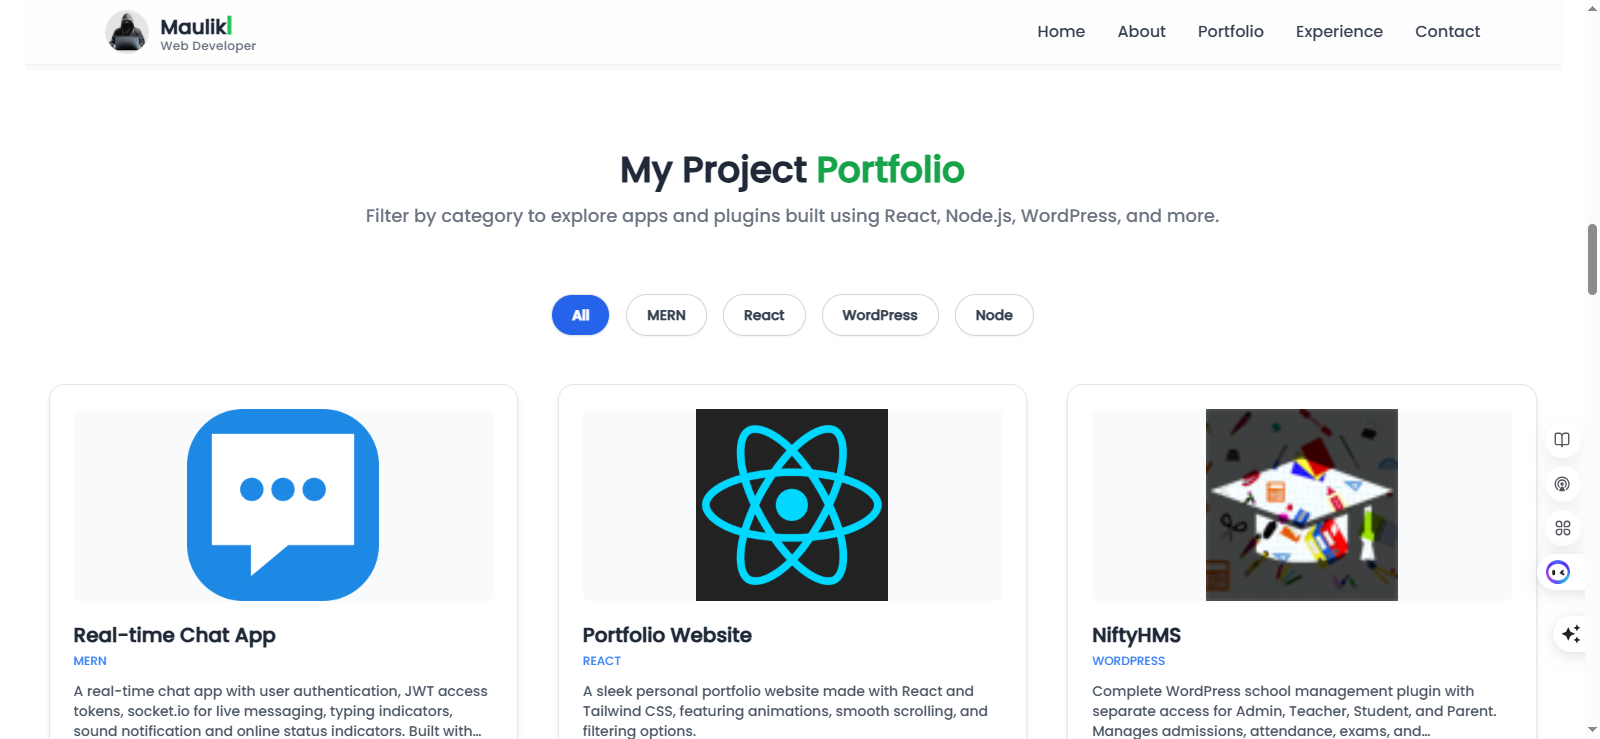 Maulik
Web Developer
Home About Portfolio Experience Contact
My Project Portfolio
Filter by category to explore apps and plugins built using React, Node.js, WordPress, and more.
All MERN React WordPress Node
Real-time Chat App
MERN
A real-time chat app with user authentication, JWT access
tokens, socket.io for live messaging, typing indicators,
sound notification and online status indicators. Built with...
Portfolio Website
REACT
A sleek personal portfolio website made with React and
Tailwind CSS, featuring animations, smooth scrolling, and
filtering options.
NiftyHMS
WORDPRESS
Complete WordPress school management plugin with
separate access for Admin, Teacher, Student, and Parent.
Manages admissions, attendance, exams, and...